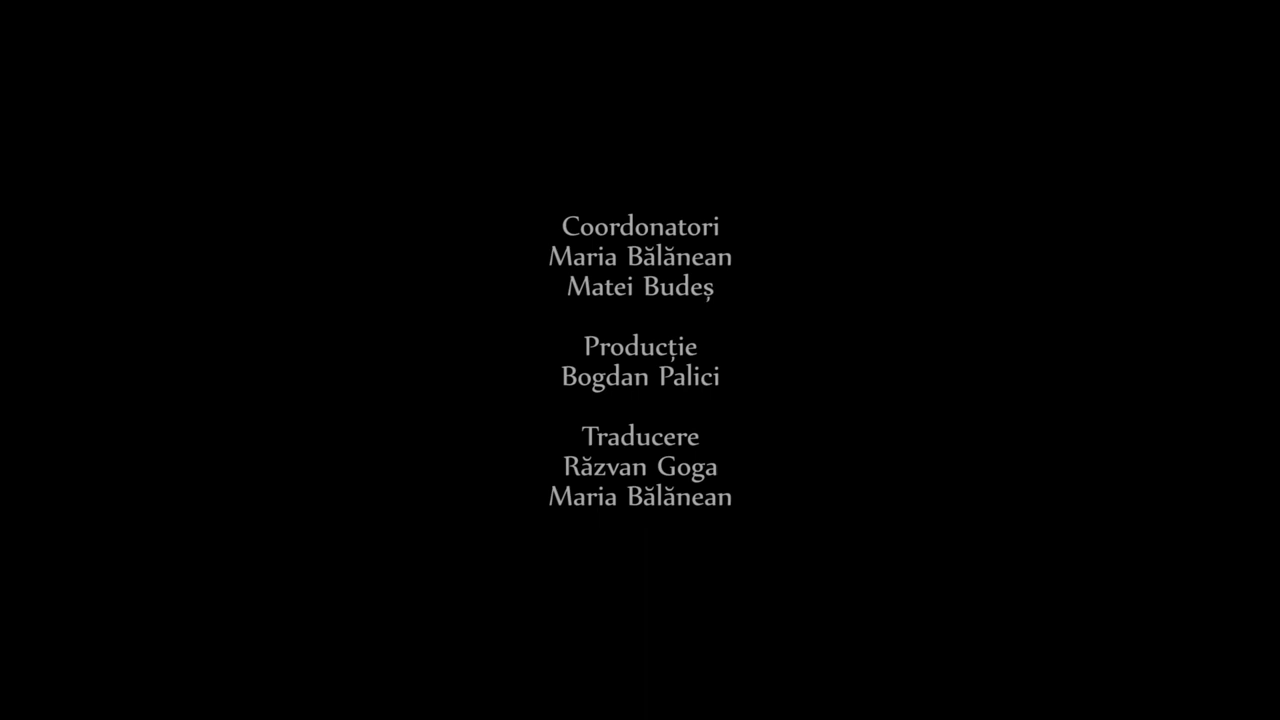 Coordonatori
Maria Bălănean
Matei Budeș
Producție
Bogdan Palici
Traducere
Răzvan Goga
Maria Bălănean